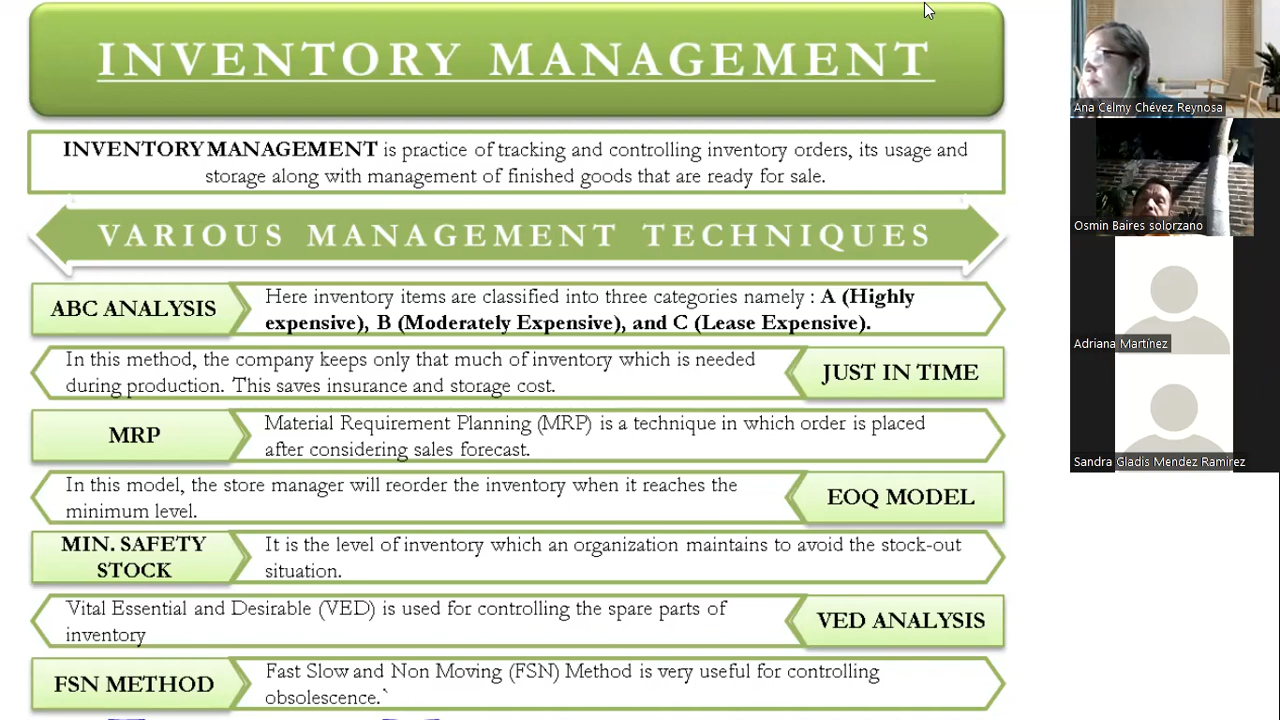 INVENTORY MANAGEMENT
INVENTORY MANAGEMENT is practice of tracking and controlling inventory orders, its usage and
storage along with management of finished goods that are ready for sale.
VARIOUS MANAGEMENT TECHNIQUES
ABC ANALYSIS
Here inventory items are classified into three categories namely : A (Highly
expensive), B (Moderately Expensive), and C (Lease Expensive).
In this method, the company keeps only that much of inventory which is needed
during production. This saves insurance and storage cost.
JUST IN TIME
MRP
Material Requirement Planning (MRP) is a technique in which order is placed
after considering sales forecast.
In this model, the store manager will reorder the inventory when it reaches the
minimum level.
EOQ MODEL
MIN. SAFETY
STOCK
It is the level of inventory which an organization maintains to avoid the stock-out
situation.
Vital Essential and Desirable (VED) is used for controlling the spare parts of
inventory
VED ANALYSIS
FSN METHOD
Fast Slow and Non Moving (FSN) Method is very useful for controlling
obsolescence.`
Ana Celmy Chévez Reynosa
Osmin Baires solorzano
Adriana Martínez
Sandra Gladis Mendez Ramirez